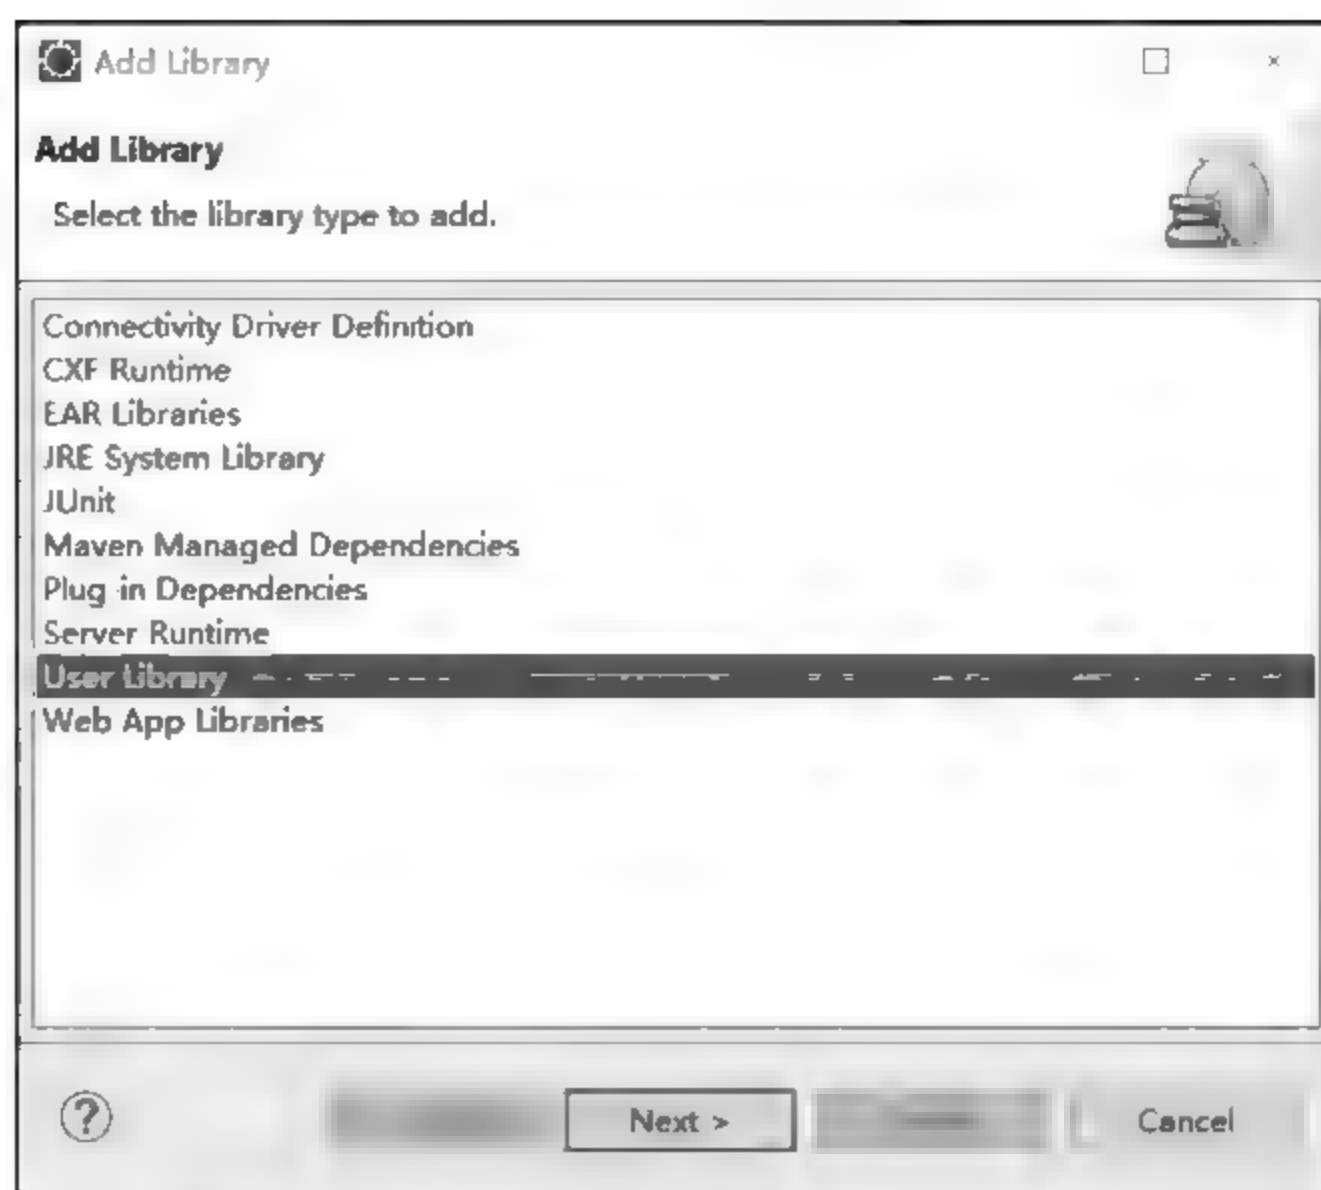 Add Library
Add Library
Select the library type to add.
Connectivity Driver Definition
CXF Runtime
EAR Libraries
JRE System Library
JUnit
Maven Managed Dependencies
Plug-in Dependencies
Server Runtime
User Library
Web App Libraries
Next >
Cancel